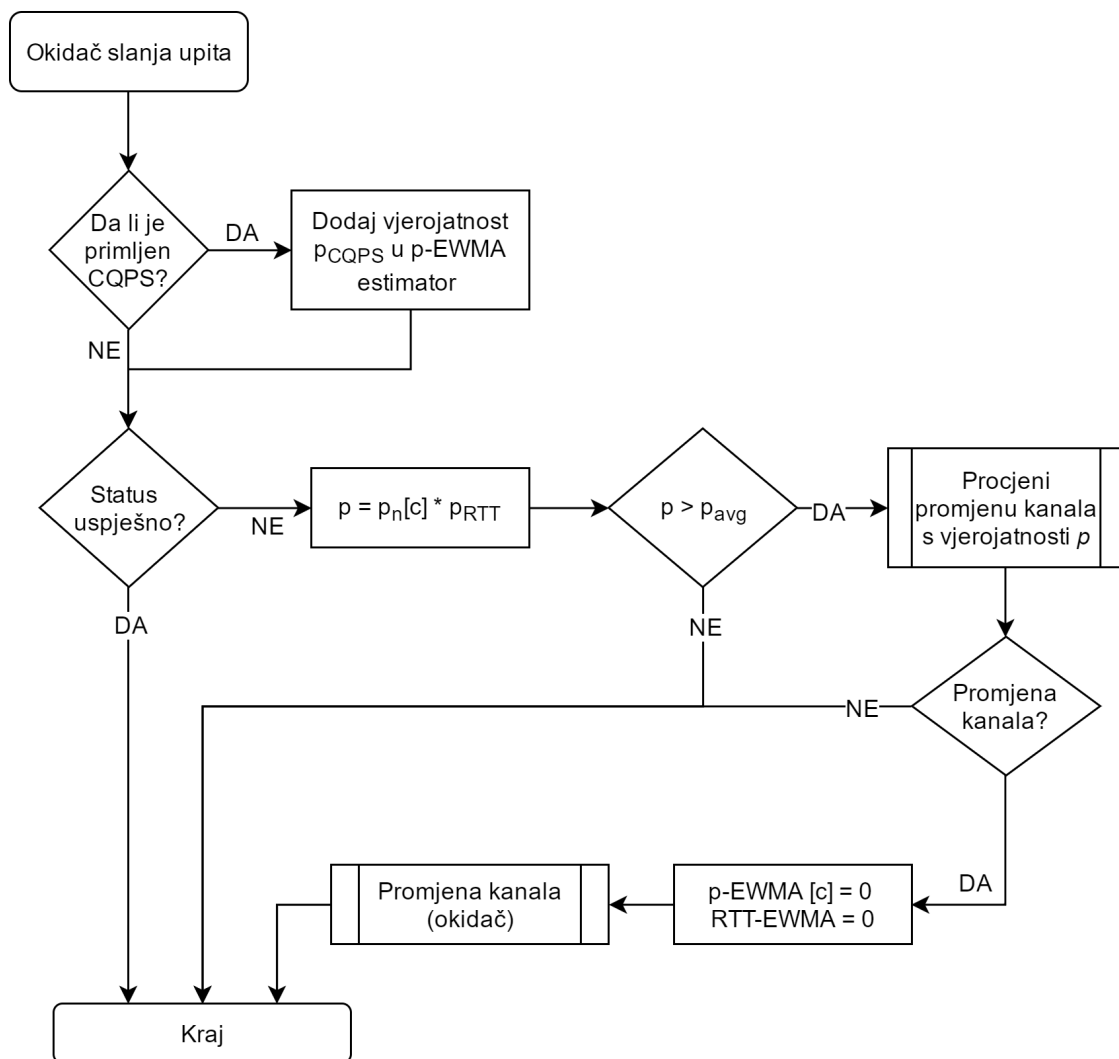 Okidač slanja upita
Da li je
primljen
CQPS?
DA
Dodaj vjerojatnost
pCQPS u p-EWMA
estimator
NE
Status
uspješno?
NE
p = pn[c] * pRTT
p > pavg
DA
Procjeni
promjenu kanala
s vjerojatnosti p
DA
NE
NE
Promjena
kanala?
DA
p-EWMA [c] = 0
RTT-EWMA = 0
Promjena kanala
(okidač)
Kraj